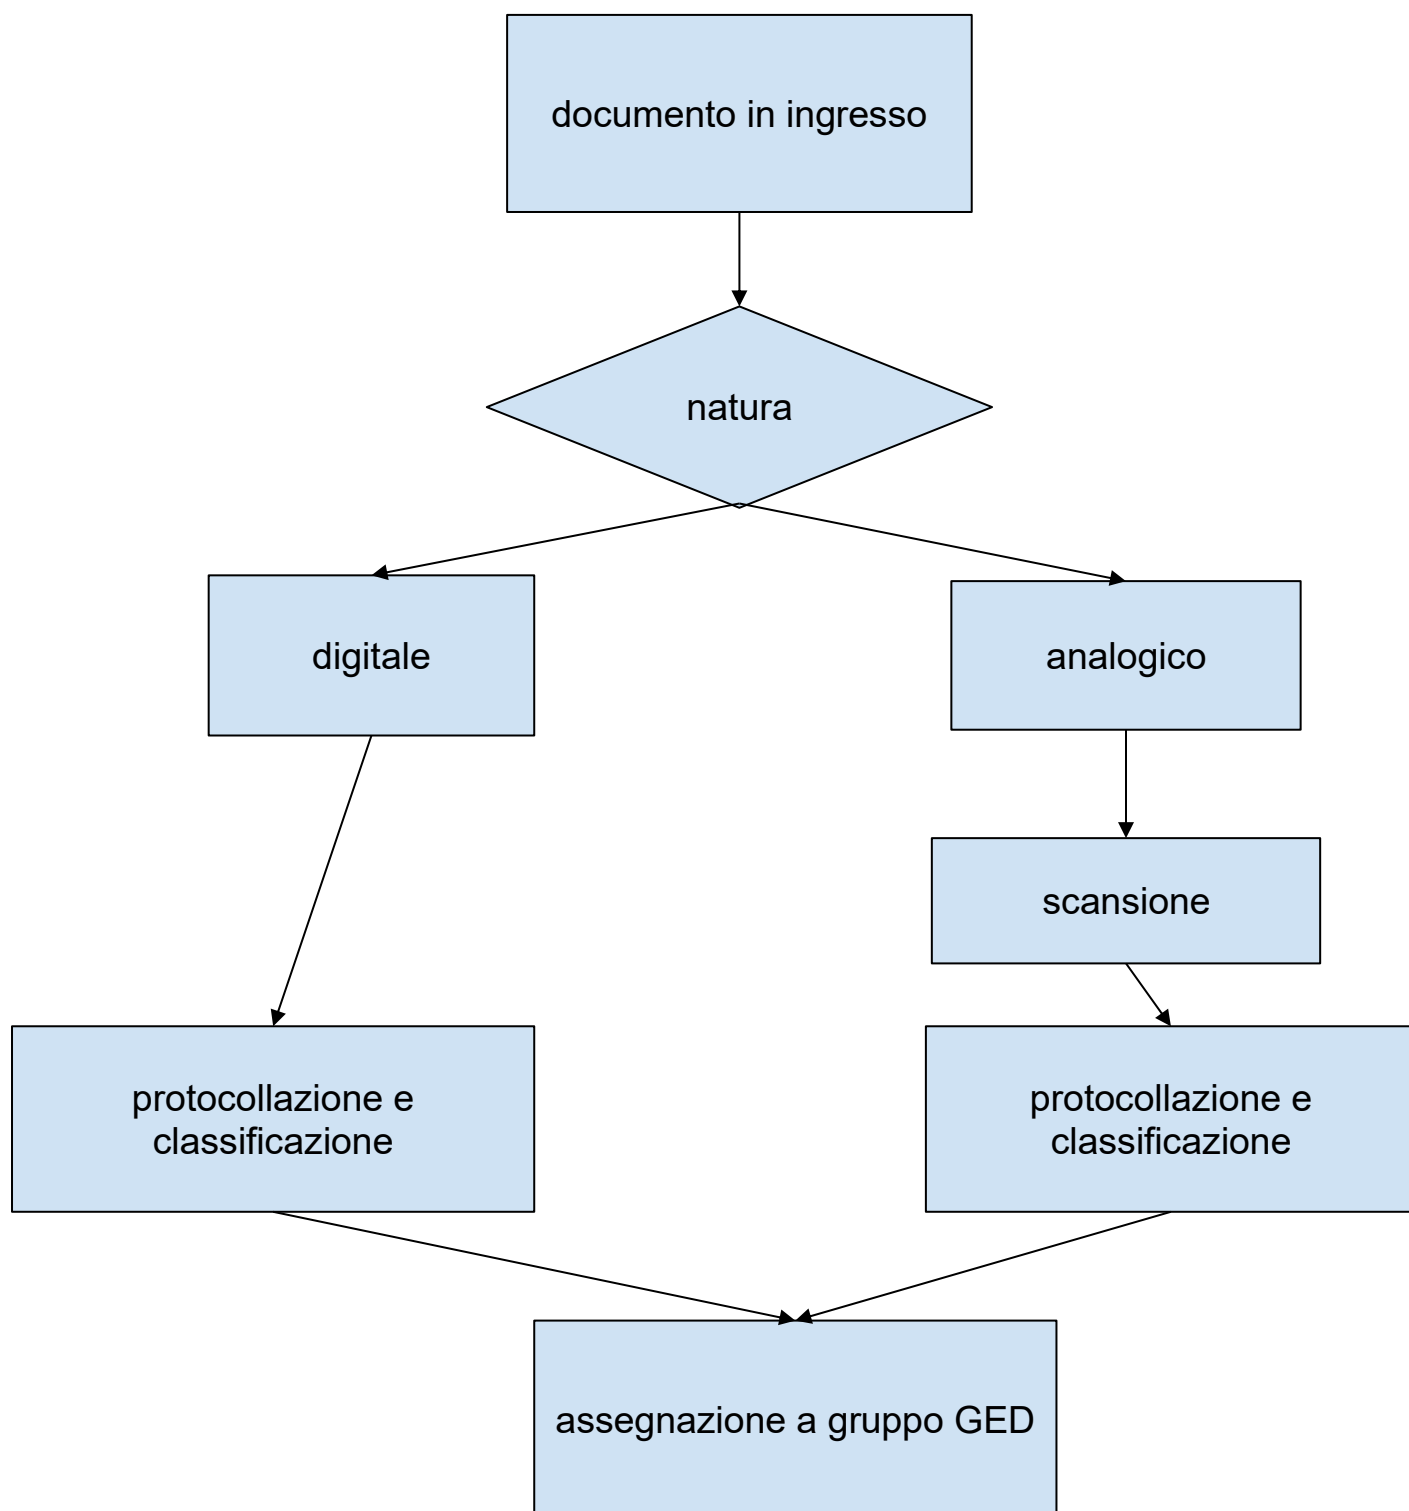 documento in ingresso
natura
digitale
analogico
scansione
protocollazione e
classificazione
protocollazione e
classificazione
assegnazione a gruppo GED